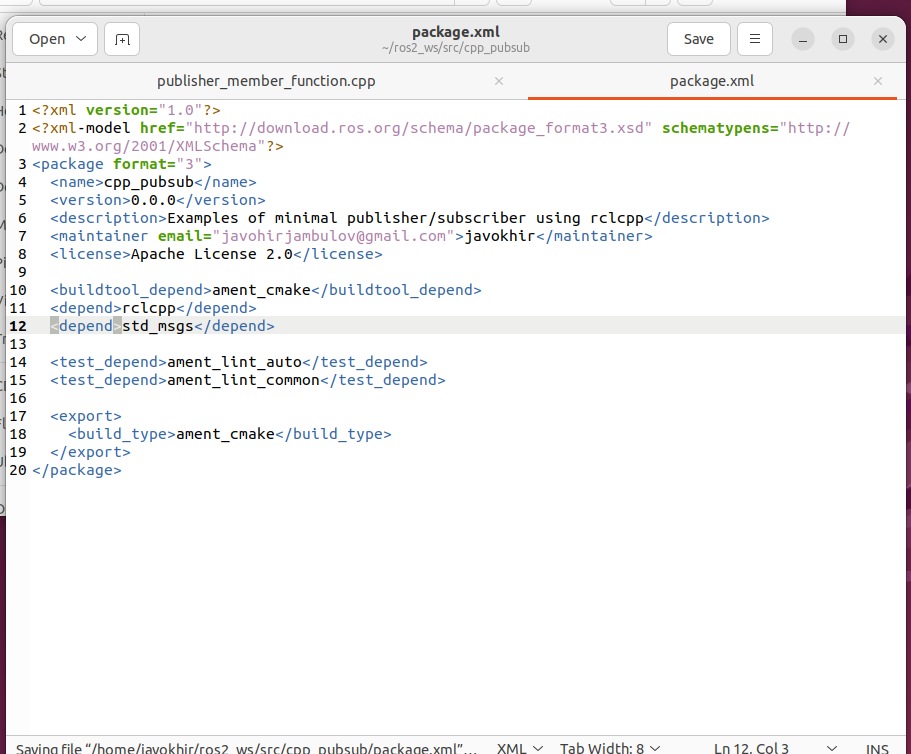 Open
package.xml
~/ros2_ws/src/cpp_pubsub
Save
publisher_member_function.cpp
package.xml
1 <?xml version="1.0"?>
2 <?xml-model href="http://download.ros.org/schema/package_format3.xsd" schematypens="http://
www.w3.org/2001/XMLSchema"?>
3 <package format="3">
4   <name>cpp_pubsub</name>
5   <version>0.0.0</version>
6   <description>Examples of minimal publisher/subscriber using rclcpp</description>
7   <maintainer email="javohirjambulov@gmail.com">javokhir</maintainer>
8   <license>Apache License 2.0</license>
9
10   <buildtool_depend>ament_cmake</buildtool_depend>
11   <depend>rclcpp</depend>
12   <depend>std_msgs</depend>
13
14   <test_depend>ament_lint_auto</test_depend>
15   <test_depend>ament_lint_common</test_depend>
16
17   <export>
18     <build_type>ament_cmake</build_type>
19   </export>
20 </package>
Saving file “/home/javokhir/ros2_ws/src/cpp_pubsub/package.xml”… XML Tab Width: 8 Ln 12, Col 3 INS